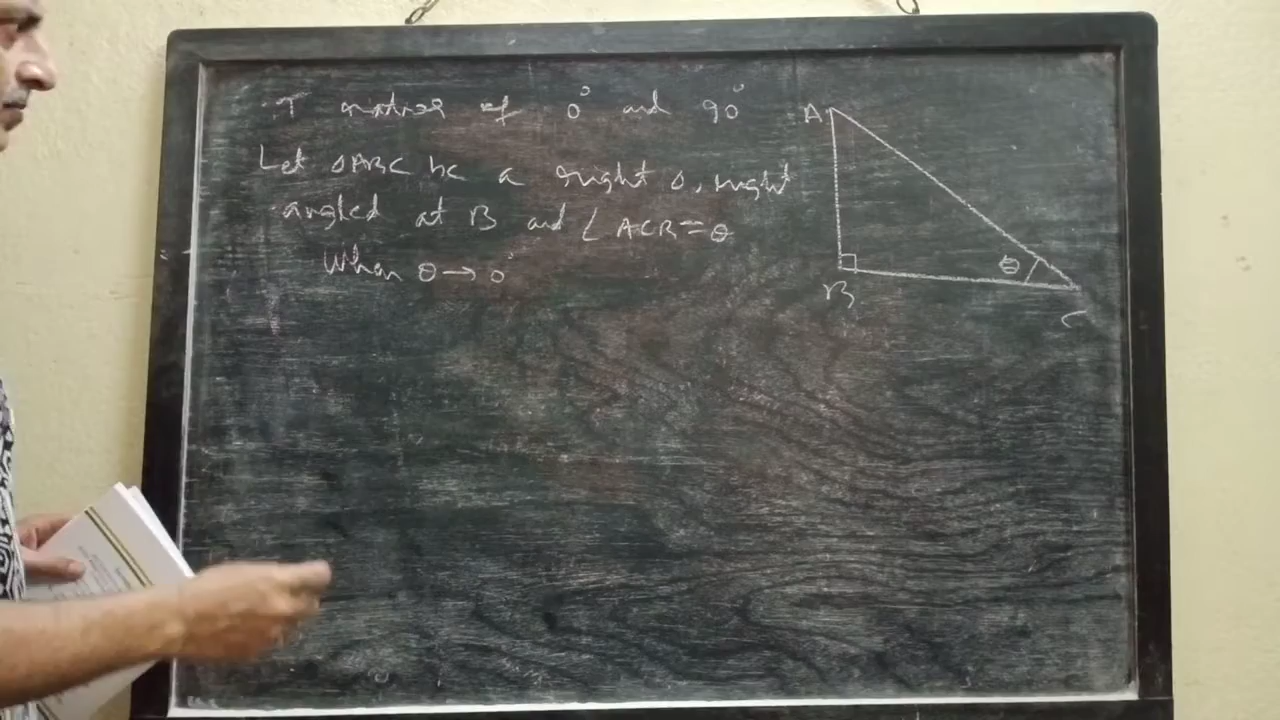 T ratios of 0° and 90°
Let ΔABC be a right Δ, right
angled at B and ∠ACB = θ
When θ → 0°
A
B
θ
C